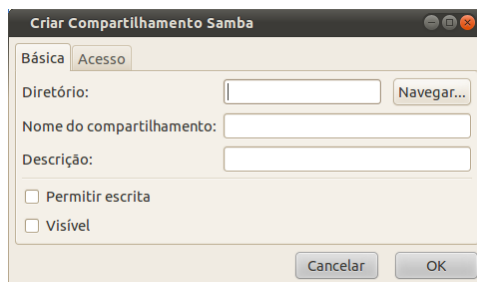 Criar Compartilhamento Samba
Básica Acesso
Diretório: Navegar...
Nome do compartilhamento:
Descrição:
Permitir escrita
Visível
Cancelar OK